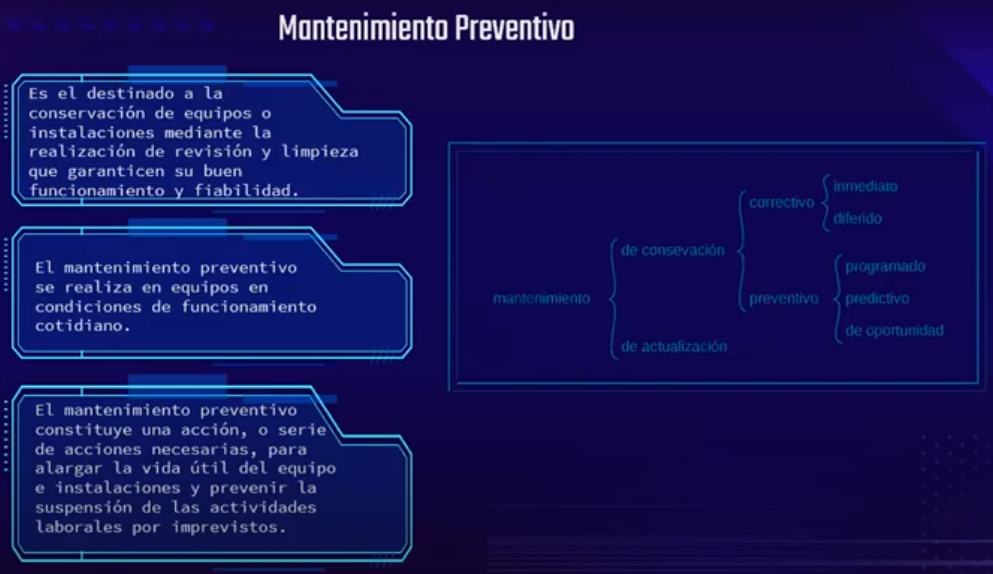 Mantenimiento Preventivo
Es el destinado a la
conservación de equipos o
instalaciones mediante la
realización de revisión y limpieza
que garanticen su buen
funcionamiento y fiabilidad.
El mantenimiento preventivo
se realiza en equipos en
condiciones de funcionamiento
cotidiano.
El mantenimiento preventivo
constituye una acción, o serie
de acciones necesarias, para
alargar la vida útil del equipo
e instalaciones y prevenir la
suspensión de las actividades
laborales por imprevistos.
mantenimiento
de consevación
correctivo
inmediato
diferido
preventivo
programado
predictivo
de oportunidad
de actualización